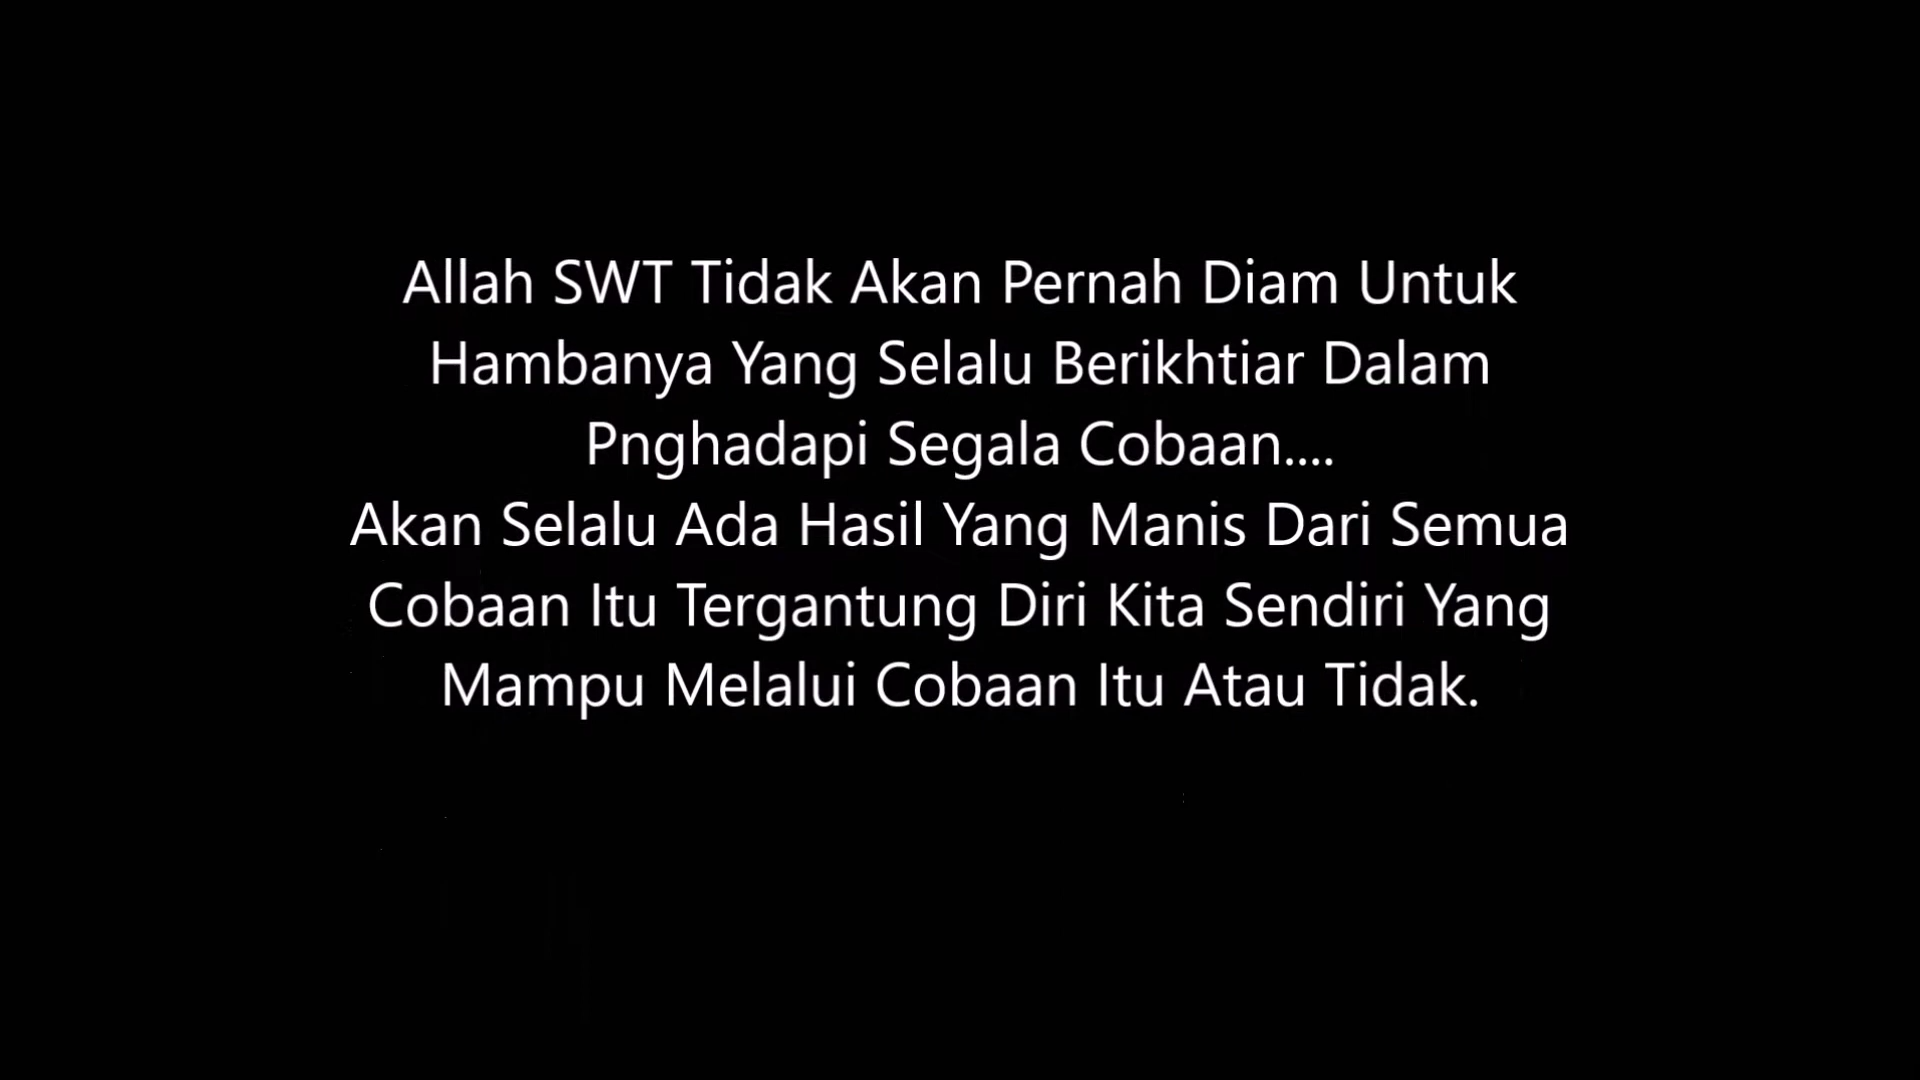 Allah SWT Tidak Akan Pernah Diam Untuk
Hambanya Yang Selalu Berikhtiar Dalam
Pnghadapi Segala Cobaan....
Akan Selalu Ada Hasil Yang Manis Dari Semua
Cobaan Itu Tergantung Diri Kita Sendiri Yang
Mampu Melalui Cobaan Itu Atau Tidak.